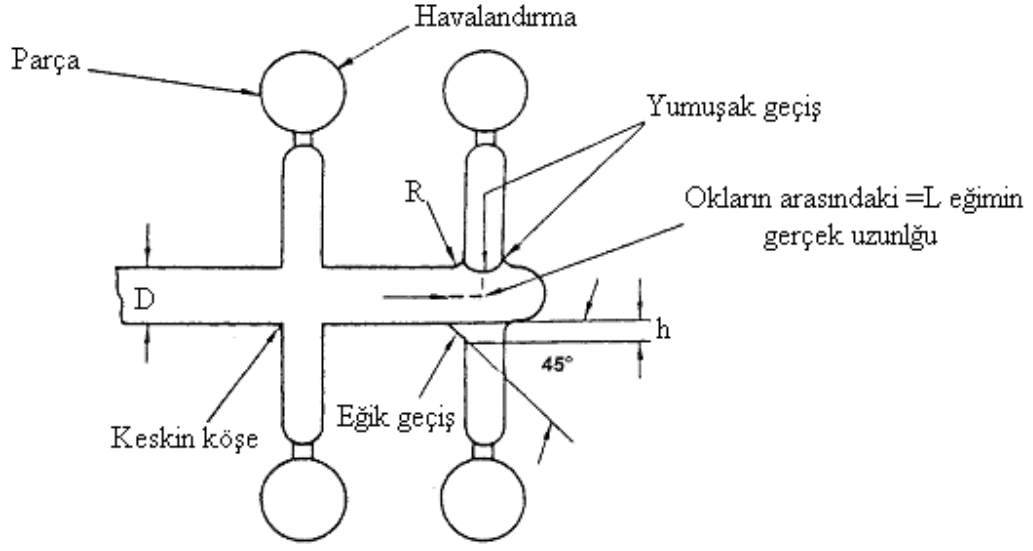 Havalandırma
Parça
Yumuşak geçiş
R
Okların arasındaki =L eğimin
gerçek uzunlğu
D
h
45°
Eğik geçiş
Keskin köşe